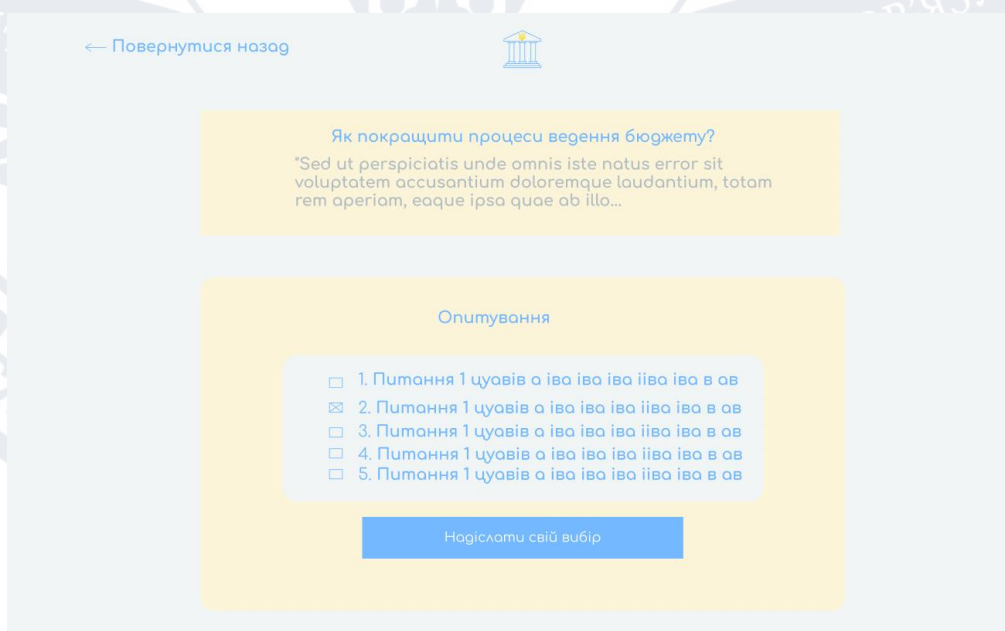 ← Повернутися назад
Як покращити процеси ведення бюджету?
"Sed ut perspiciatis unde omnis iste natus error sit
voluptatem accusantium doloremque laudantium, totam
rem aperiam, eaque ipsa quae ab illo...
Опитування
1. Питання 1 цуавів а іва іва іва ііва іва в ав
2. Питання 1 цуавів а іва іва іва ііва іва в ав
3. Питання 1 цуавів а іва іва іва ііва іва в ав
4. Питання 1 цуавів а іва іва іва ііва іва в ав
5. Питання 1 цуавів а іва іва іва ііва іва в ав
Надіслати свій вибір